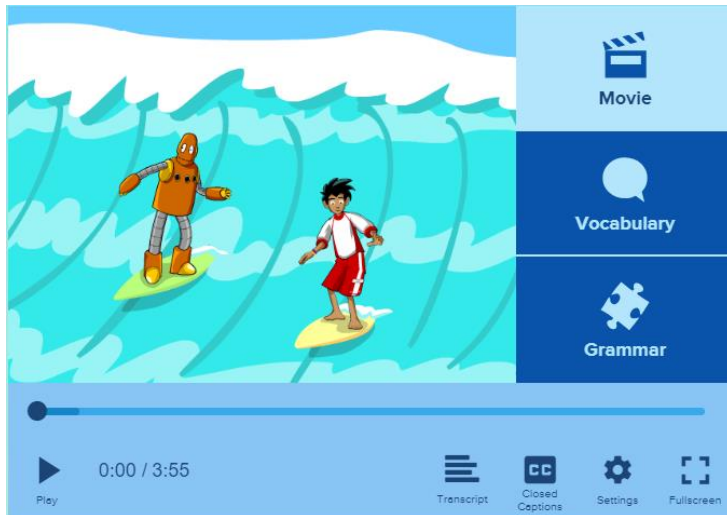 Movie
Vocabulary
Grammar
0:00 / 3:55
Play
Transcript
CC
Closed
Captions
Settings
Fullscreen